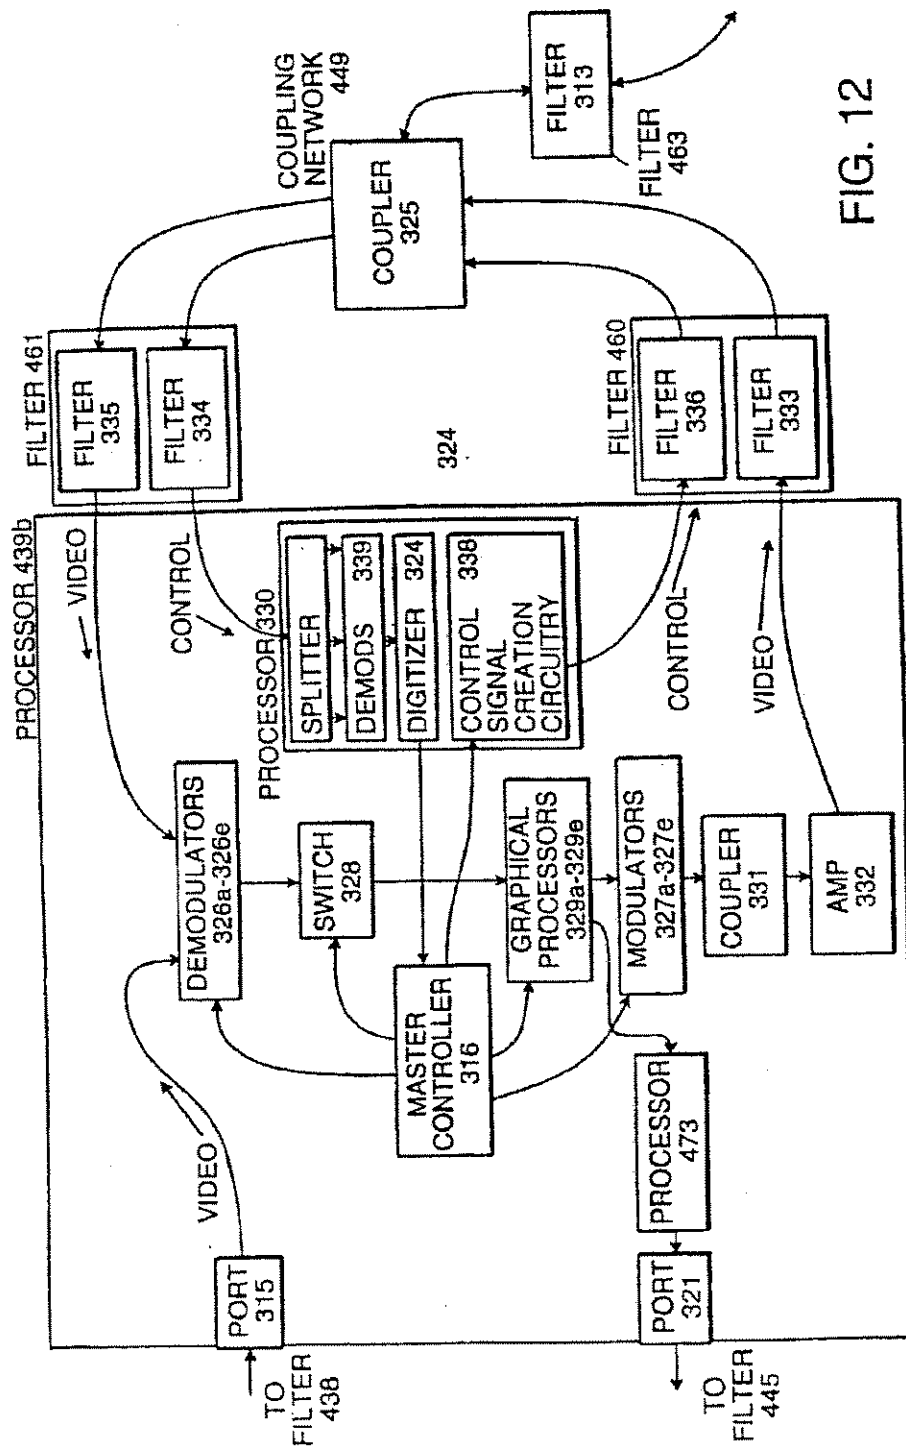 PROCESSOR 439b
FILTER 461
FILTER
335
FILTER
334
COUPLING
NETWORK
449
COUPLER
325
FILTER
313
FILTER
463
VIDEO
CONTROL
324
PROCESSOR 330
SPLITTER
DEMODS 339
DIGITIZER 324
CONTROL 338
SIGNAL
CREATION
CIRCUITRY
DEMODULATORS
326a-326e
SWITCH
328
VIDEO
PORT
315
TO
FILTER
438
MASTER
CONTROLLER
316
GRAPHICAL
PROCESSORS
329a-329e
MODULATORS
327a-327e
COUPLER
331
AMP
332
PROCESSOR
473
PORT
321
TO
FILTER
445
CONTROL
VIDEO
FILTER 460
FILTER
336
FILTER
333
FIG. 12